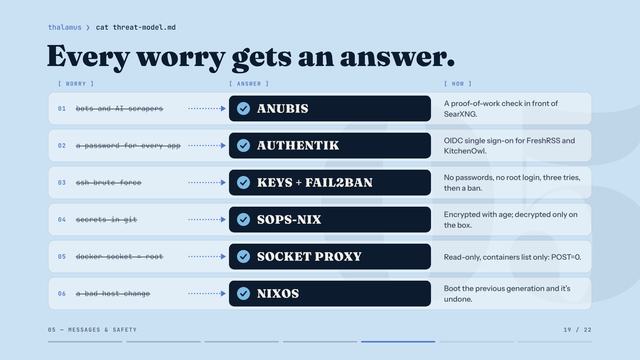 thalamus ❯ cat threat-model.md
Every worry gets an answer.
[ WORRY ] [ ANSWER ] [ HOW ]
01 bots and AI scrapers ANUBIS A proof-of-work check in front of
SearXNG.
02 a password for every app AUTHENTIK OIDC single sign-on for FreshRSS and
KitchenOwl.
03 ssh brute force KEYS + FAIL2BAN No passwords, no root login, three tries,
then a ban.
04 secrets in git SOPS-NIX Encrypted with age; decrypted only on
the box.
05 docker socket = root SOCKET PROXY Read-only, containers list only: POST=0.
06 a bad host change NIXOS Boot the previous generation and it's
undone.
05 — MESSAGES & SAFETY 19 / 22
05